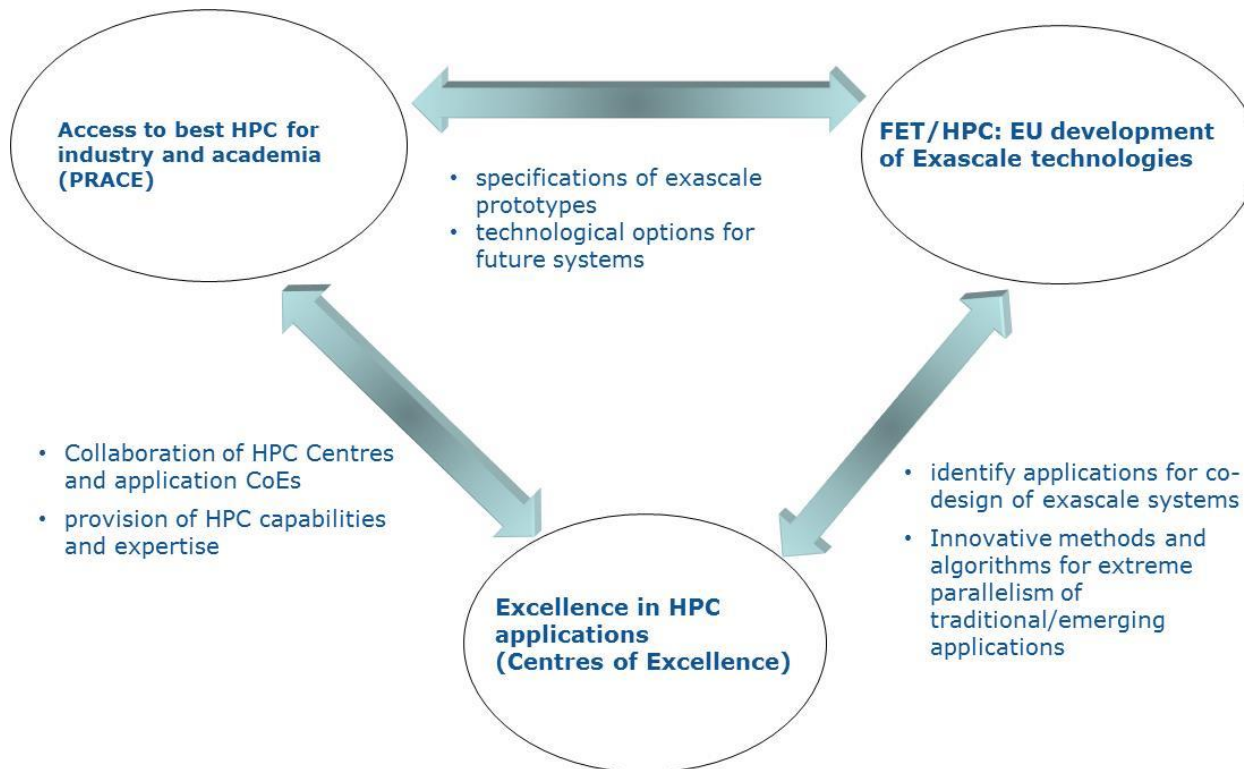 Access to best HPC for
industry and academia
(PRACE)
FET/HPC: EU development
of Exascale technologies
• specifications of exascale
prototypes
• technological options for
future systems
• Collaboration of HPC Centres
and application CoEs
• provision of HPC capabilities
and expertise
• identify applications for co-
design of exascale systems
• Innovative methods and
algorithms for extreme
parallelism of
traditional/emerging
applications
Excellence in HPC
applications
(Centres of Excellence)